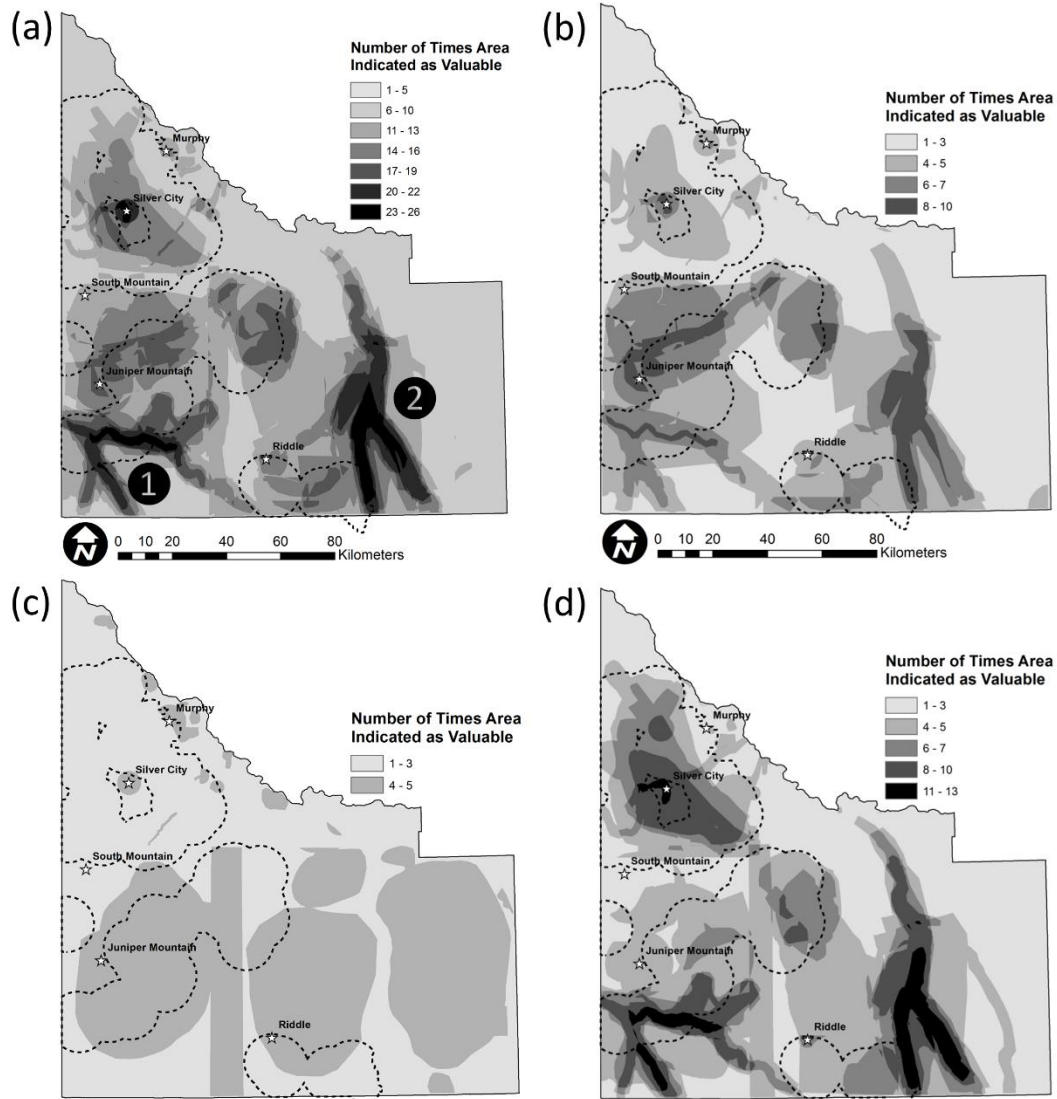 (a)
Number of Times Area
Indicated as Valuable
1 - 5
6 - 10
11 - 13
14 - 16
17- 19
20 - 22
23 - 26
Murphy
Silver City
South Mountain
Juniper Mountain
Riddle
1
2
N
0 10 20 40 60 80
Kilometers
(b)
Number of Times Area
Indicated as Valuable
1 - 3
4 - 5
6 - 7
8 - 10
Murphy
Silver City
South Mountain
Juniper Mountain
Riddle
N
0 10 20 40 60 80
Kilometers
(c)
Number of Times Area
Indicated as Valuable
1 - 3
4 - 5
Murphy
Silver City
South Mountain
Juniper Mountain
Riddle
(d)
Number of Times Area
Indicated as Valuable
1 - 3
4 - 5
6 - 7
8 - 10
11 - 13
Murphy
Silver City
South Mountain
Juniper Mountain
Riddle